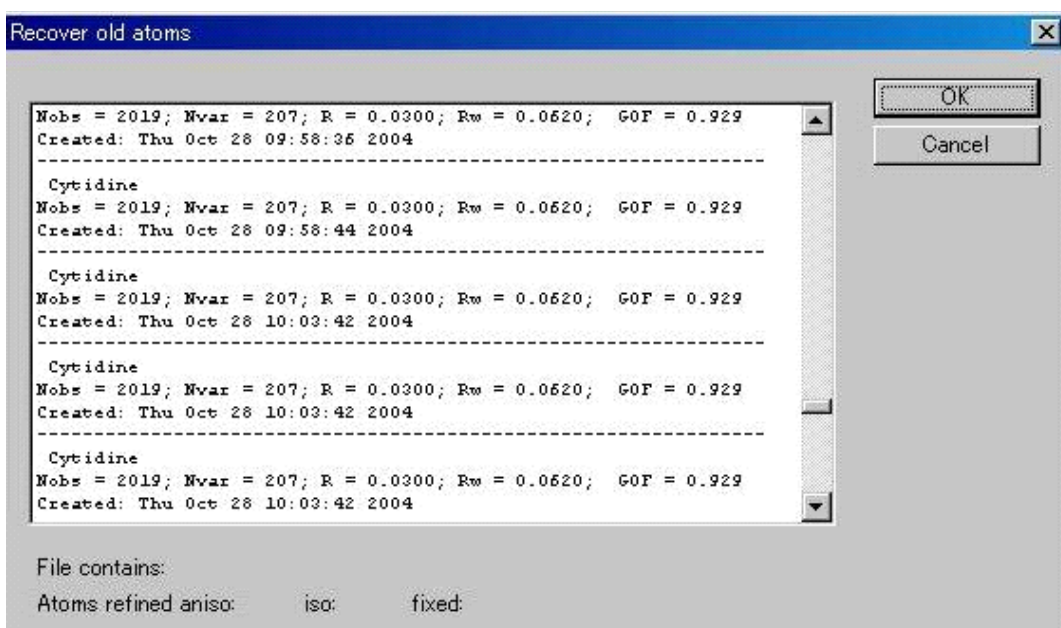 Recover old atoms
OK
Cancel
Nobs = 2019; Nvar = 207; R = 0.0300; Rw = 0.0620; GOF = 0.929
Created: Thu Oct 28 09:58:36 2004
--------------------------------------------------------------------
Cytidine
Nobs = 2019; Nvar = 207; R = 0.0300; Rw = 0.0620; GOF = 0.929
Created: Thu Oct 28 09:58:44 2004
--------------------------------------------------------------------
Cytidine
Nobs = 2019; Nvar = 207; R = 0.0300; Rw = 0.0620; GOF = 0.929
Created: Thu Oct 28 10:03:42 2004
--------------------------------------------------------------------
Cytidine
Nobs = 2019; Nvar = 207; R = 0.0300; Rw = 0.0620; GOF = 0.929
Created: Thu Oct 28 10:03:42 2004
--------------------------------------------------------------------
Cytidine
Nobs = 2019; Nvar = 207; R = 0.0300; Rw = 0.0620; GOF = 0.929
Created: Thu Oct 28 10:03:42 2004
File contains:
Atoms refined aniso: iso: fixed: